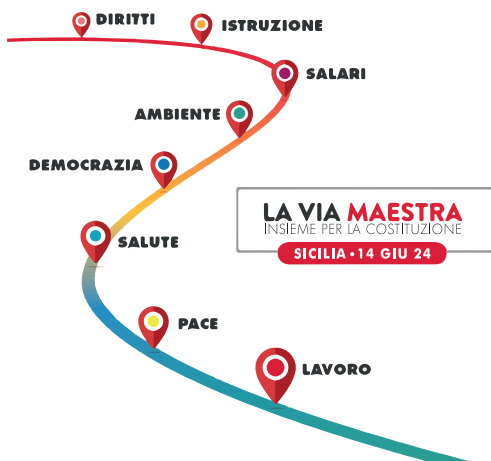 DIRITTI
ISTRUZIONE
SALARI
AMBIENTE
DEMOCRAZIA
LA VIA MAESTRA
INSIEME PER LA COSTITUZIONE
SICILIA • 14 GIU 24
SALUTE
PACE
LAVORO